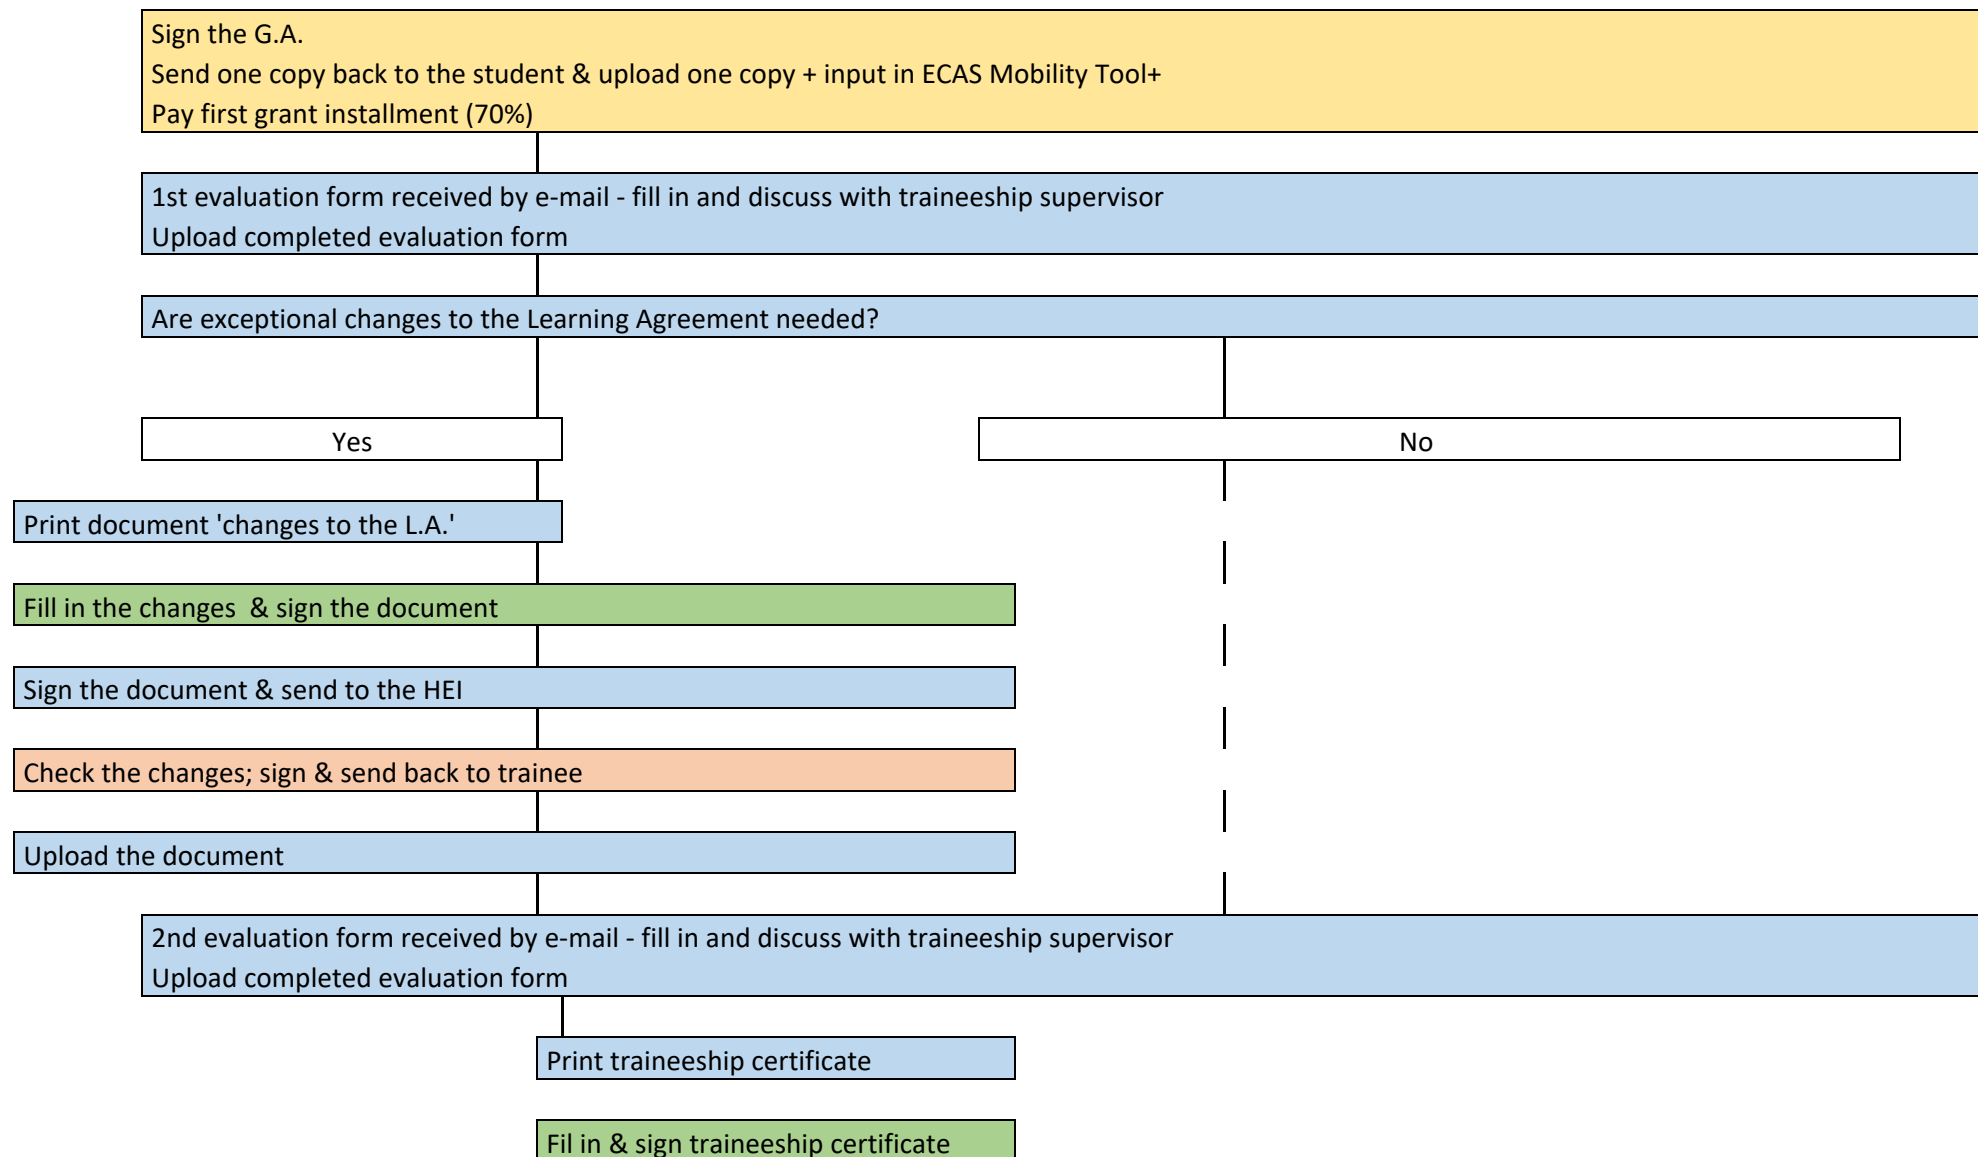 Sign the G.A.
Send one copy back to the student & upload one copy + input in ECAS Mobility Tool+
Pay first grant installment (70%)
1st evaluation form received by e-mail - fill in and discuss with traineeship supervisor
Upload completed evaluation form
Are exceptional changes to the Learning Agreement needed?
Yes
No
Print document 'changes to the L.A.'
Fill in the changes  & sign the document
Sign the document & send to the HEI
Check the changes; sign & send back to trainee
Upload the document
2nd evaluation form received by e-mail - fill in and discuss with traineeship supervisor
Upload completed evaluation form
Print traineeship certificate
Fil in & sign traineeship certificate